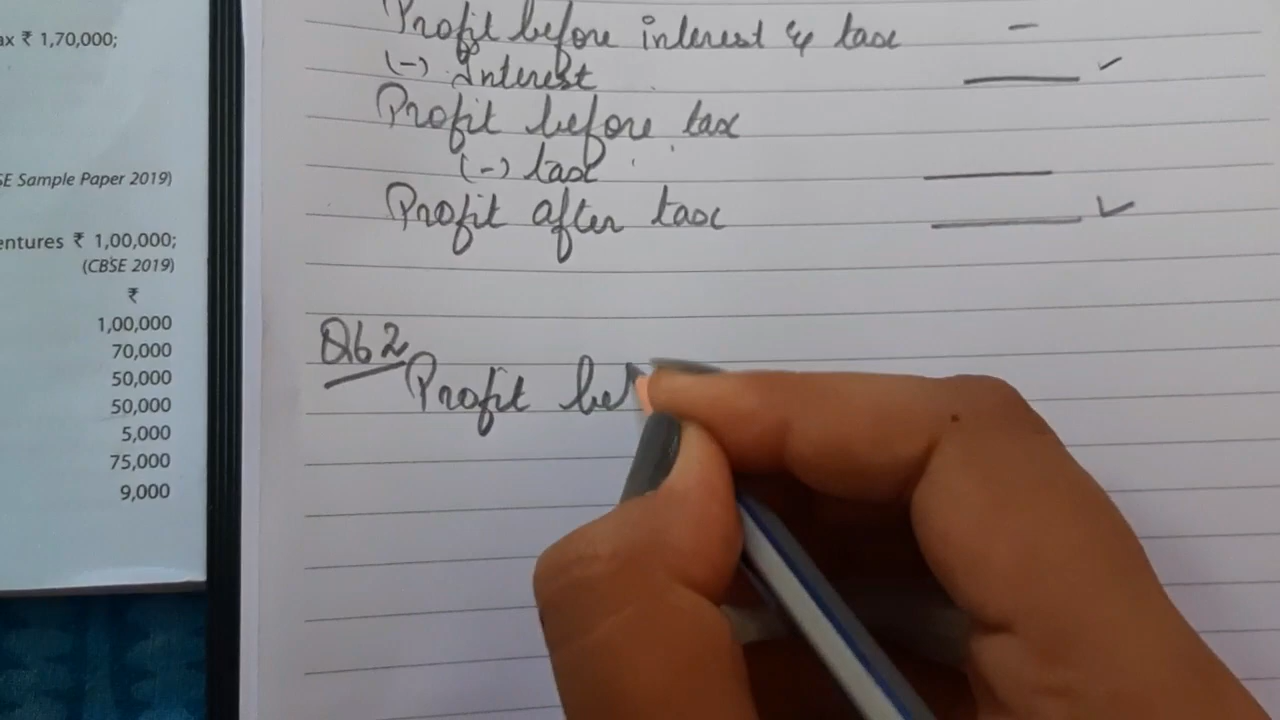 ax ₹ 1,70,000;
SE Sample Paper 2019)
entures ₹ 1,00,000;
(CBSE 2019)
₹
1,00,000
70,000
50,000
50,000
5,000
75,000
9,000
Profit before interest & tax -
(-) Interest
Profit before tax
(-) tax
Profit after tax
Q62
Profit bef